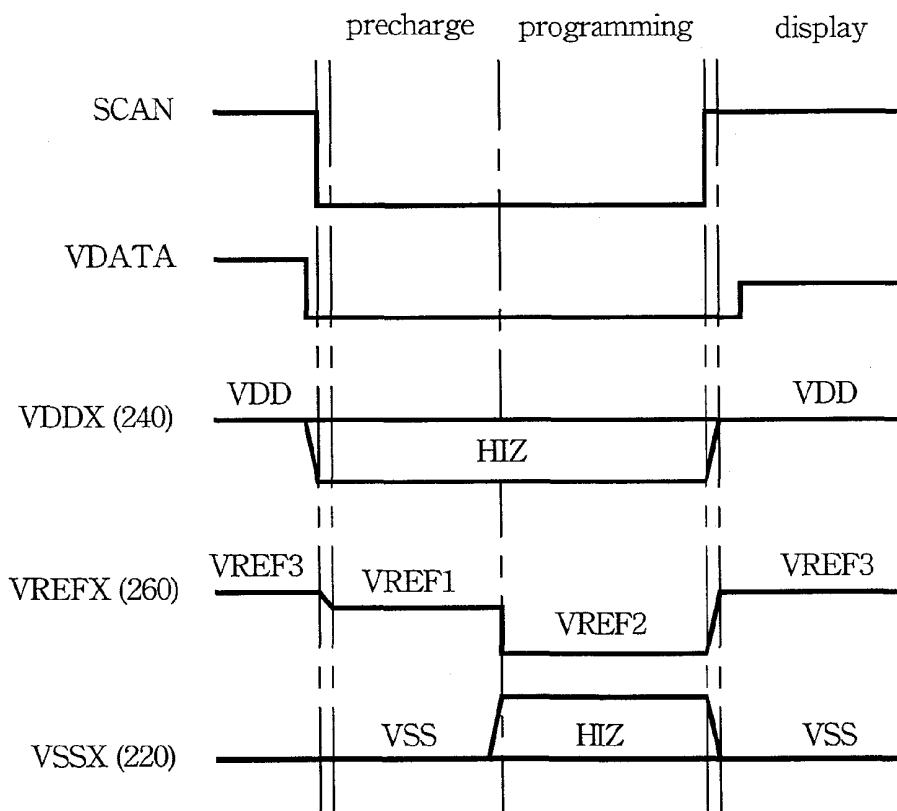 precharge programming display
SCAN
VDATA
VDD VDD
VDDX (240)
HIZ
VREF3 VREF1 VREF3
VREFX (260)
VREF2
VSS HIZ VSS
VSSX (220)